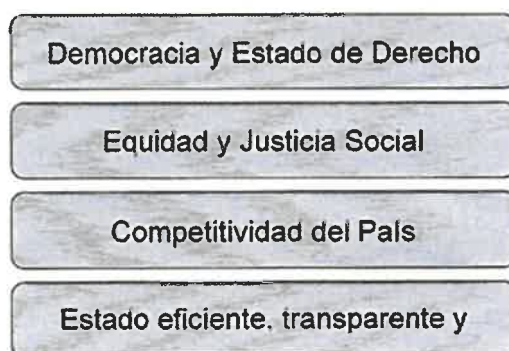 Democracia y Estado de Derecho
Equidad y Justicia Social
Competitividad del País
Estado eficiente. transparente y